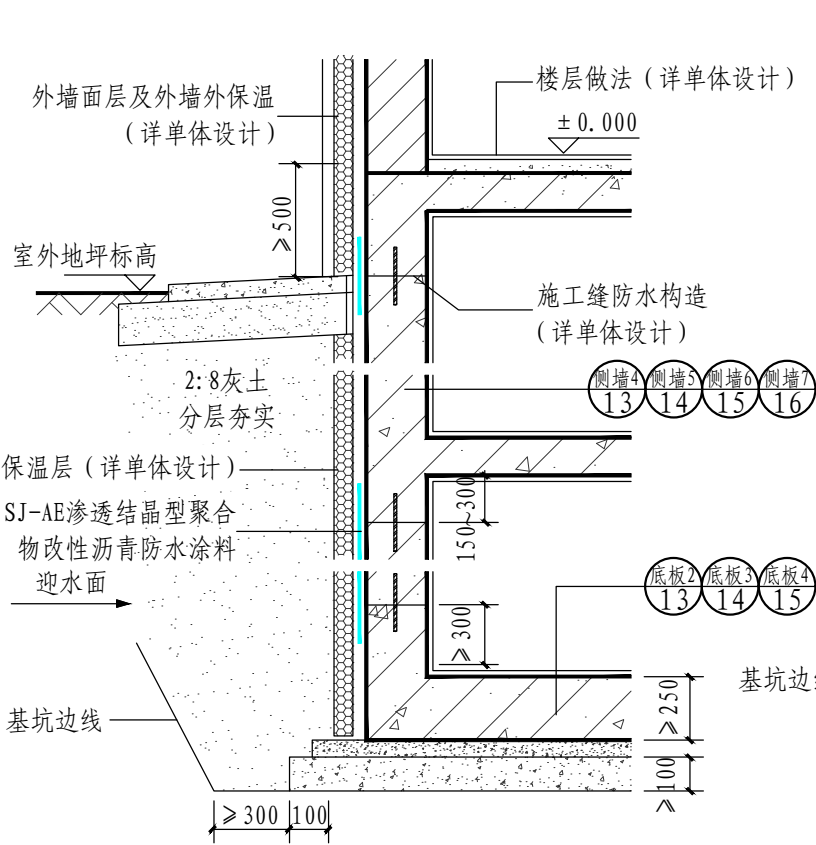 外墙面层及外墙外保温
（详单体设计）
楼层做法（详单体设计）
±0.000
≥500
室外地坪标高
施工缝防水构造
（详单体设计）
2:8灰土
分层夯实
侧墙4
13
侧墙5
14
侧墙6
15
侧墙7
16
保温层（详单体设计）
150~300
SJ-AE渗透结晶型聚合
物改性沥青防水涂料
迎水面
底板2
13
底板3
14
底板4
15
≥300
基坑边线
≥250
基坑边
≥100
≥300
100